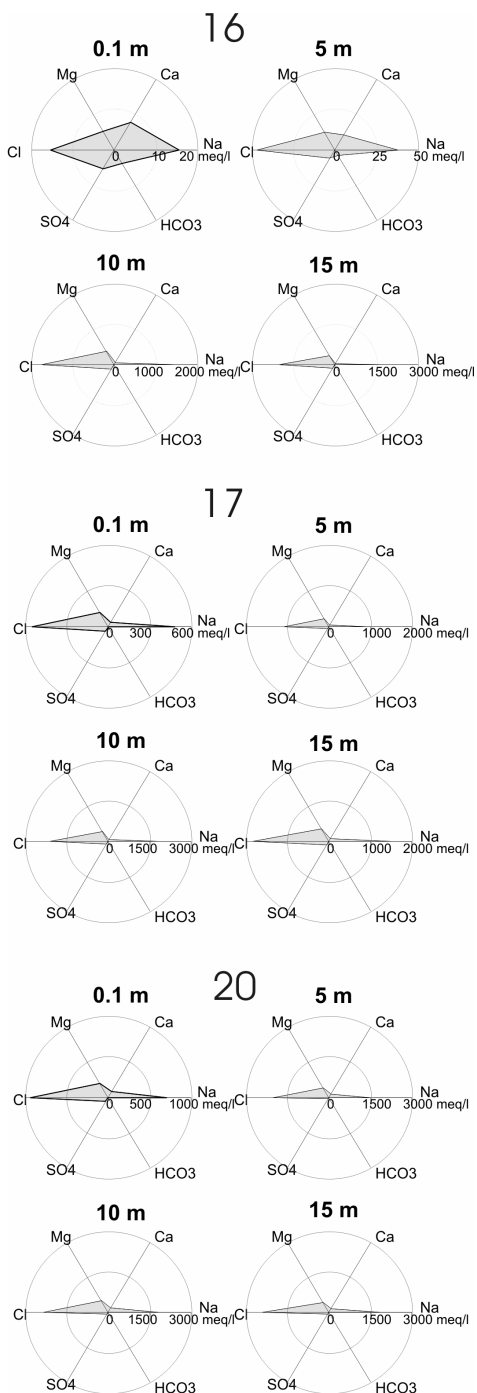 16
0.1 m 5 m
Mg Ca Mg Ca
Cl Na Cl Na
0 10 20 meq/l 0 25 50 meq/l
SO4 HCO3 SO4 HCO3
10 m 15 m
Mg Ca Mg Ca
Cl Na Cl Na
0 1000 2000 meq/l 0 1500 3000 meq/l
SO4 HCO3 SO4 HCO3
17
0.1 m 5 m
Mg Ca Mg Ca
Cl Na Cl Na
0 300 600 meq/l 0 1000 2000 meq/l
SO4 HCO3 SO4 HCO3
10 m 15 m
Mg Ca Mg Ca
Cl Na Cl Na
0 1500 3000 meq/l 0 1000 2000 meq/l
SO4 HCO3 SO4 HCO3
20
0.1 m 5 m
Mg Ca Mg Ca
Cl Na Cl Na
0 500 1000 meq/l 0 1500 3000 meq/l
SO4 HCO3 SO4 HCO3
10 m 15 m
Mg Ca Mg Ca
Cl Na Cl Na
0 1500 3000 meq/l 0 1500 3000 meq/l
SO4 HCO3 SO4 HCO3